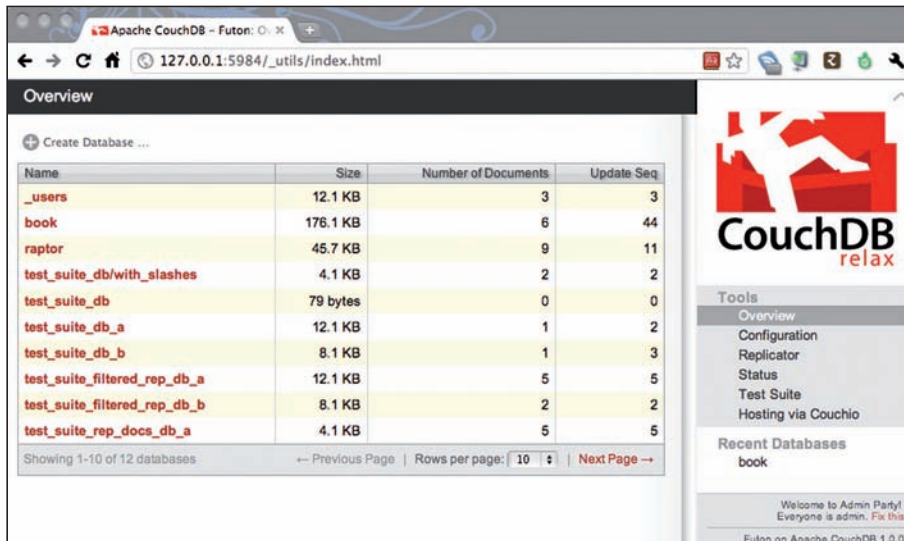 Apache CouchDB - Futon: O
127.0.0.1:5984/_utils/index.html
Overview
Create Database ...
Name Size Number of Documents Update Seq
_users 12.1 KB 3 3
book 176.1 KB 6 44
raptor 45.7 KB 9 11
test_suite_db/with_slashes 4.1 KB 2 2
test_suite_db 79 bytes 0 0
test_suite_db_a 12.1 KB 1 2
test_suite_db_b 8.1 KB 1 3
test_suite_filtered_rep_db_a 12.1 KB 5 5
test_suite_filtered_rep_db_b 8.1 KB 2 2
test_suite_rep_docs_db_a 4.1 KB 5 5
Showing 1-10 of 12 databases ← Previous Page | Rows per page: 10 | Next Page →
CouchDB
relax
Tools
Overview
Configuration
Replicator
Status
Test Suite
Hosting via Couchio
Recent Databases
book
Welcome to Admin Party!
Everyone is admin. Fix this
Futon on Apache CouchDB 1.0.0